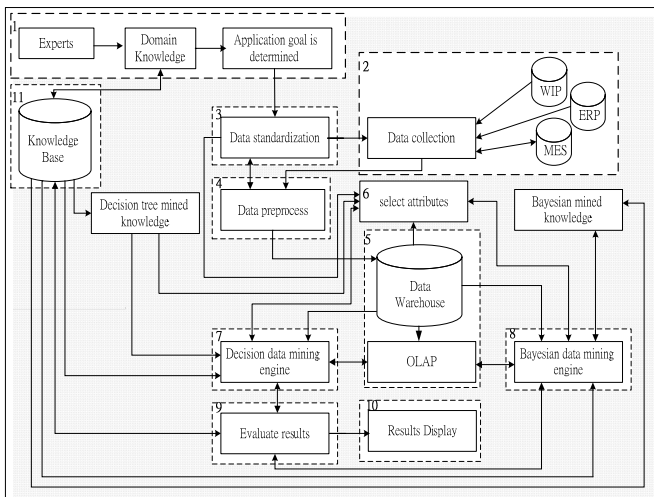 1
Experts
Domain
Knowledge
Application goal is
determined
2
WIP
ERP
MES
Data collection
3
Data standardization
11
Knowledge
Base
4
Data preprocess
6
select attributes
Decision tree mined
knowledge
Bayesian mined
knowledge
5
Data
Warehouse
OLAP
7
Decision data mining
engine
8
Bayesian data mining
engine
9
Evaluate results
10
Results Display